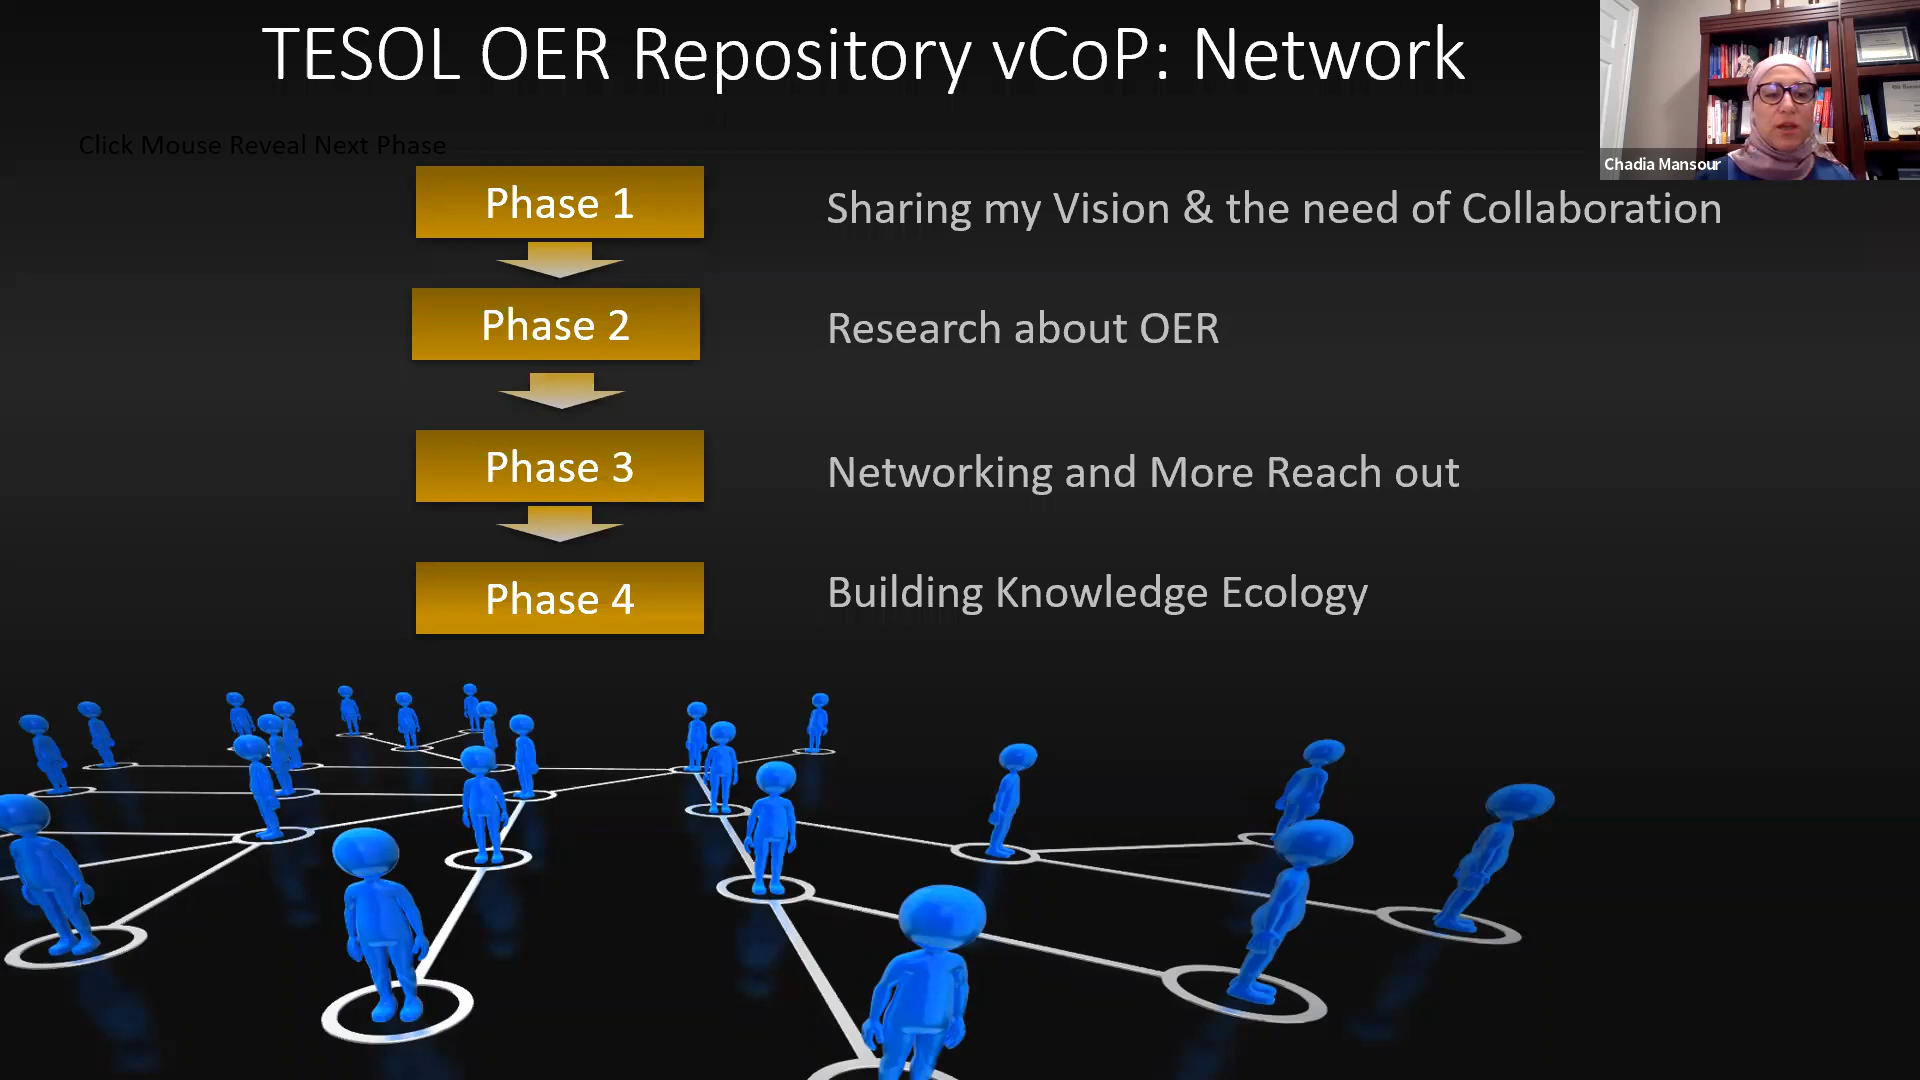 TESOL OER Repository vCoP: Network
Click Mouse Reveal Next Phase
Chadia Mansour
Phase 1
Sharing my Vision & the need of Collaboration
Phase 2
Research about OER
Phase 3
Networking and More Reach out
Phase 4
Building Knowledge Ecology